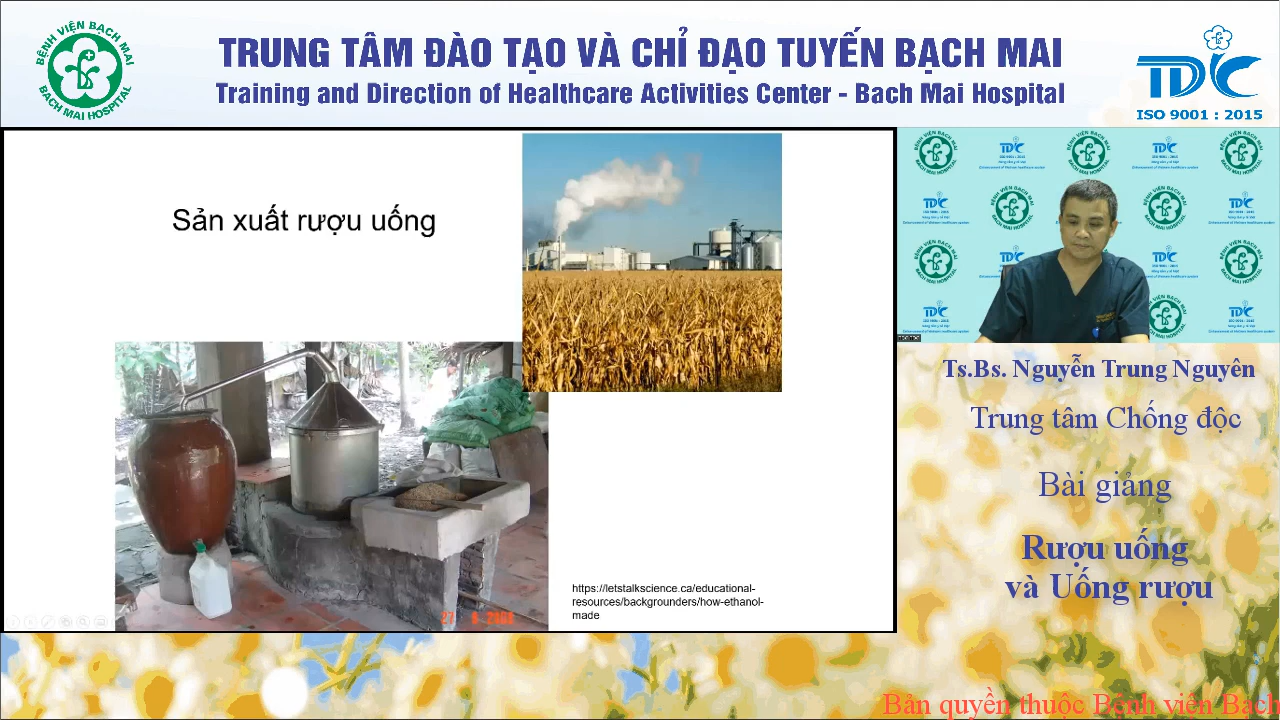 BỆNH VIỆN BẠCH MAI
BACH MAI HOSPITAL
TRUNG TÂM ĐÀO TẠO VÀ CHỈ ĐẠO TUYẾN BẠCH MAI
Training and Direction of Healthcare Activities Center - Bach Mai Hospital
TDC
ISO 9001 : 2015
Sản xuất rượu uống
https://letstalkscience.ca/educational-
resources/backgrounders/how-ethanol-
made
Ts.Bs. Nguyễn Trung Nguyên
Trung tâm Chống độc
Bài giảng
Rượu uống
và Uống rượu
Bản quyền thuộc Bệnh viện Bạch